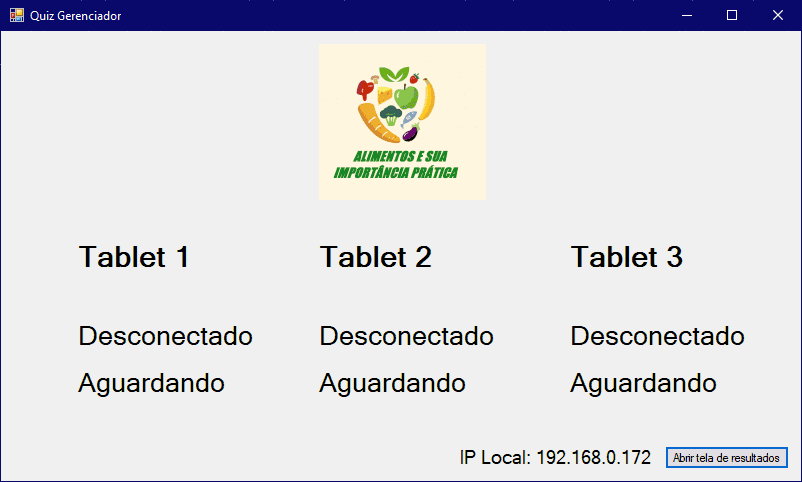 Quiz Gerenciador
ALIMENTOS E SUA
IMPORTÂNCIA PRÁTICA
Tablet 1
Tablet 2
Tablet 3
Desconectado
Desconectado
Desconectado
Aguardando
Aguardando
Aguardando
IP Local: 192.168.0.172
Abrir tela de resultados